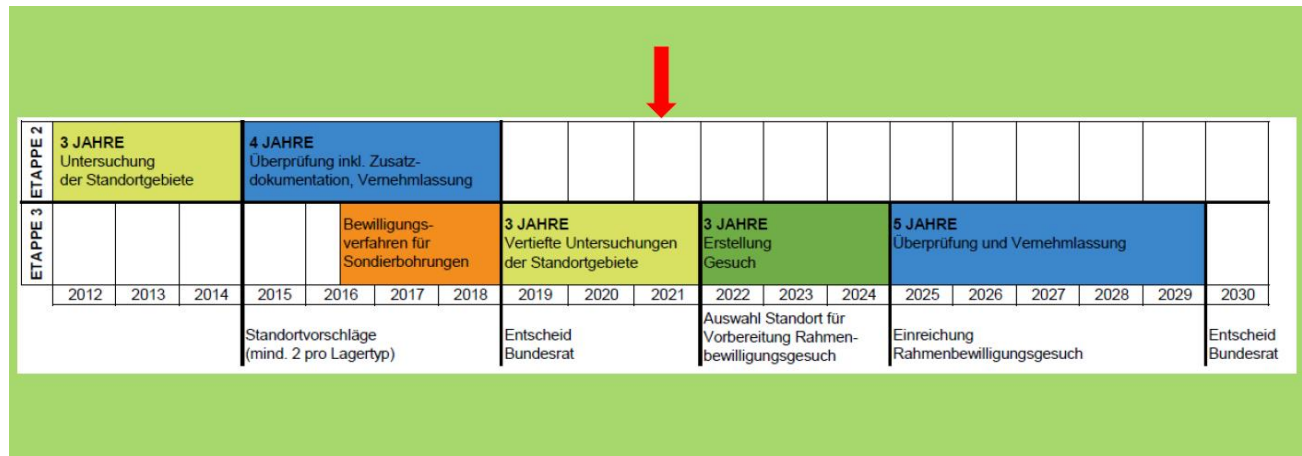 ETAPPE 2
3 JAHRE
Untersuchung
der Standortgebiete
4 JAHRE
Überprüfung inkl. Zusatz-
dokumentation, Vernehmlassung
ETAPPE 3
Bewilligungs-
verfahren für
Sondierbohrungen
3 JAHRE
Vertiefte Untersuchungen
der Standortgebiete
3 JAHRE
Erstellung
Gesuch
5 JAHRE
Überprüfung und Vernehmlassung
2012 2013 2014 2015 2016 2017 2018 2019 2020 2021 2022 2023 2024 2025 2026 2027 2028 2029 2030
Standortvorschläge
(mind. 2 pro Lagertyp)
Entscheid
Bundesrat
Auswahl Standort für
Vorbereitung Rahmen-
bewilligungsgesuch
Einreichung
Rahmenbewilligungsgesuch
Entscheid
Bundesrat